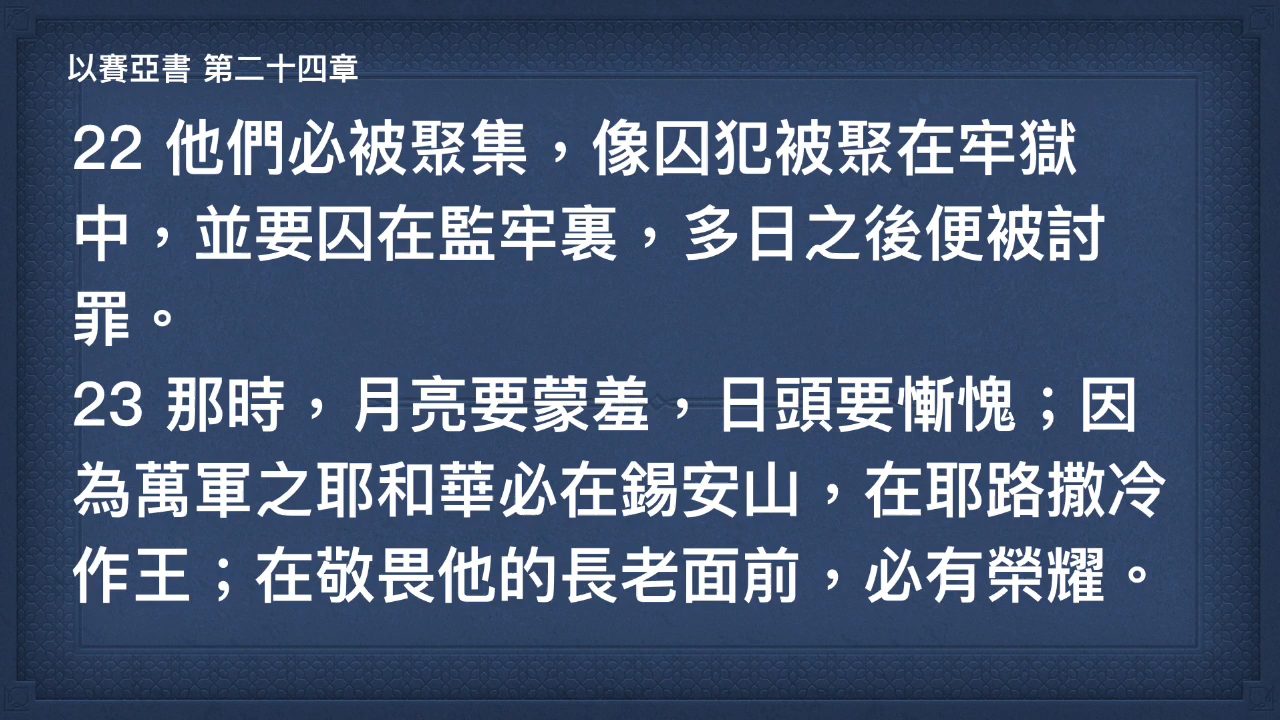 以賽亞書 第二十四章
22 他們必被聚集，像囚犯被聚在牢獄
中，並要囚在監牢裏，多日之後便被討
罪。
23 那時，月亮要蒙羞，日頭要慚愧；因
為萬軍之耶和華必在錫安山，在耶路撒冷
作王；在敬畏他的長老面前，必有榮耀。